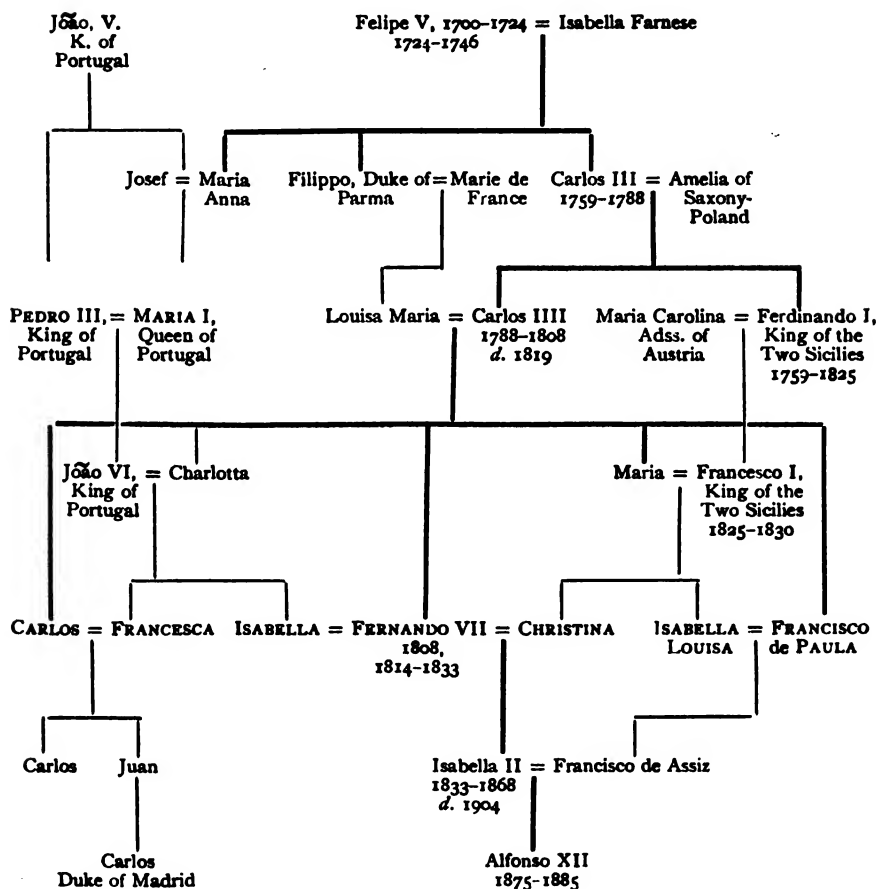 João, V.
K. of
Portugal
Felipe V, 1700–1724 = Isabella Farnese
1724–1746
Josef = Maria
Anna
Filippo, Duke of = Marie de
Parma
France
Carlos III = Amelia of
1759–1788
Saxony-
Poland
PEDRO III, = MARIA I,
King of
Portugal
Queen of
Portugal
Louisa Maria = Carlos IIII
1788–1808
d. 1819
Maria Carolina = Ferdinando I,
Adss. of
Austria
King of the
Two Sicilies
1759–1825
João VI, = Charlotta
King of
Portugal
Maria = Francesco I,
King of the
Two Sicilies
1825–1830
CARLOS = FRANCESCA
ISABELLA = FERNANDO VII = CHRISTINA
1808,
1814–1833
ISABELLA = FRANCISCO
LOUISA
de PAULA
Carlos
Juan
Isabella II = Francisco de Assiz
1833–1868
d. 1904
Carlos
Duke of Madrid
Alfonso XII
1875–1885